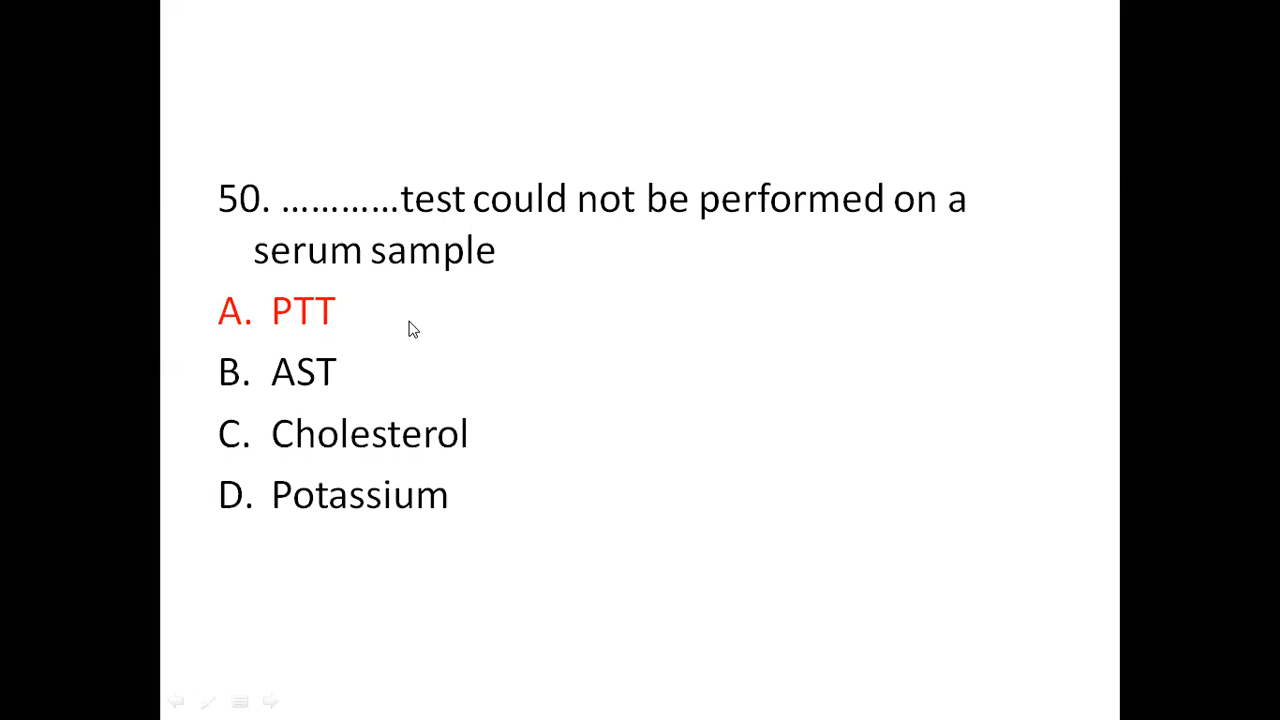 50. …………test could not be performed on a
serum sample
A. PTT
B. AST
C. Cholesterol
D. Potassium